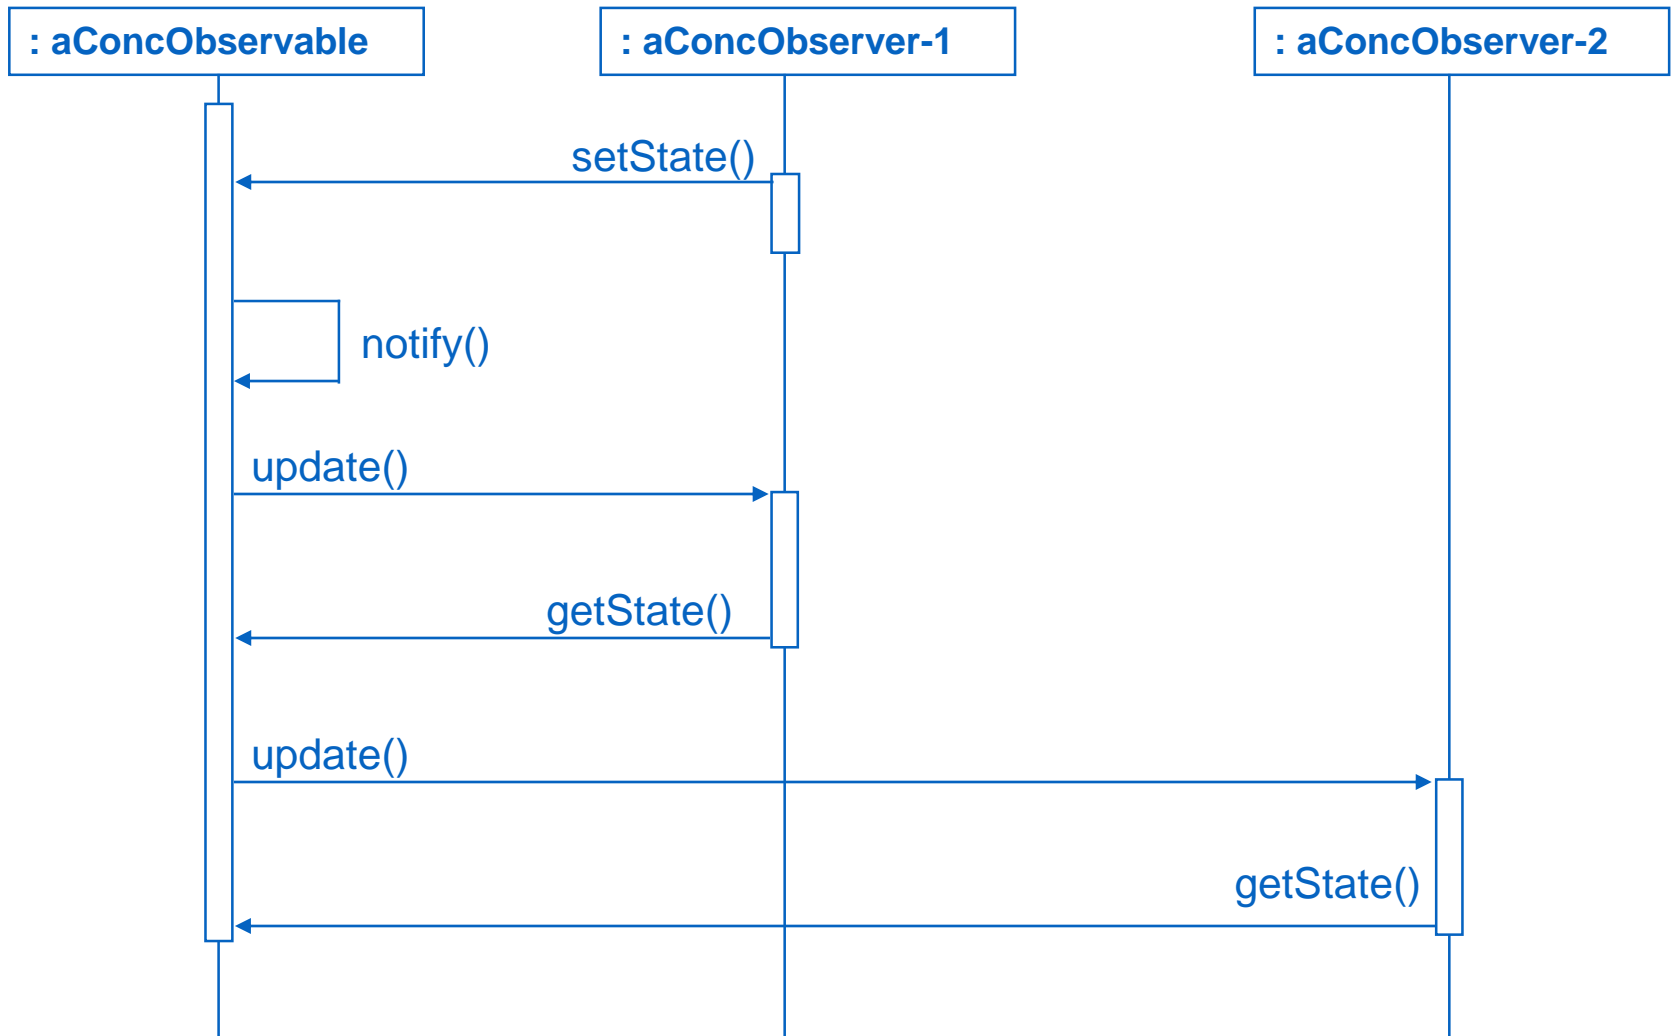 : aConcObservable
: aConcObserver-1
: aConcObserver-2
setState()
notify()
update()
getState()
update()
getState()